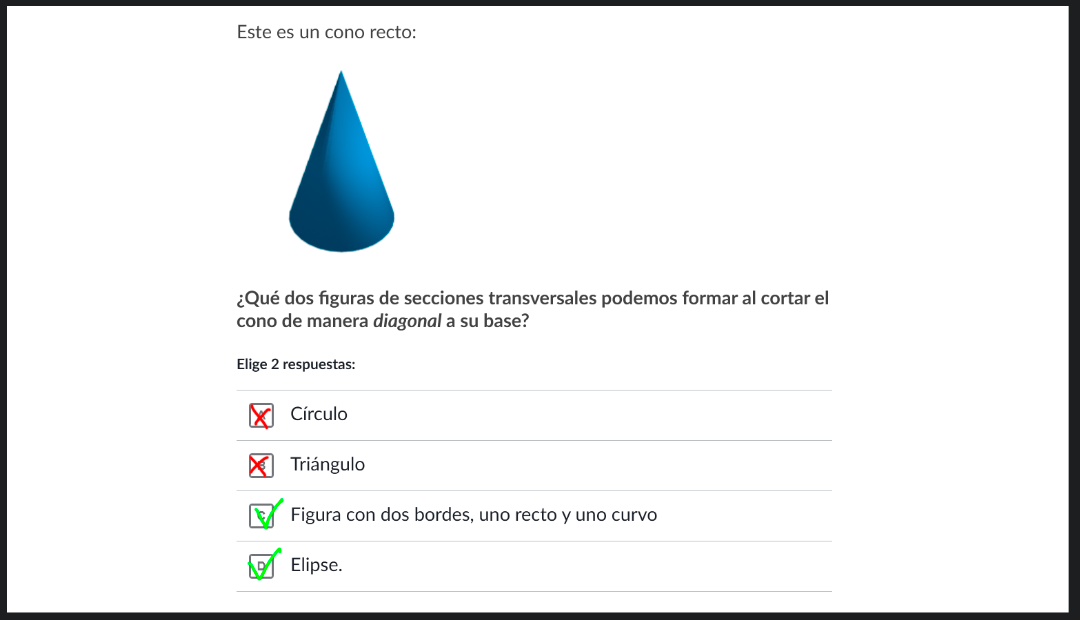 Este es un cono recto:
¿Qué dos figuras de secciones transversales podemos formar al cortar el
cono de manera diagonal a su base?
Elige 2 respuestas:
Círculo
Triángulo
C Figura con dos bordes, uno recto y uno curvo
D Elipse.